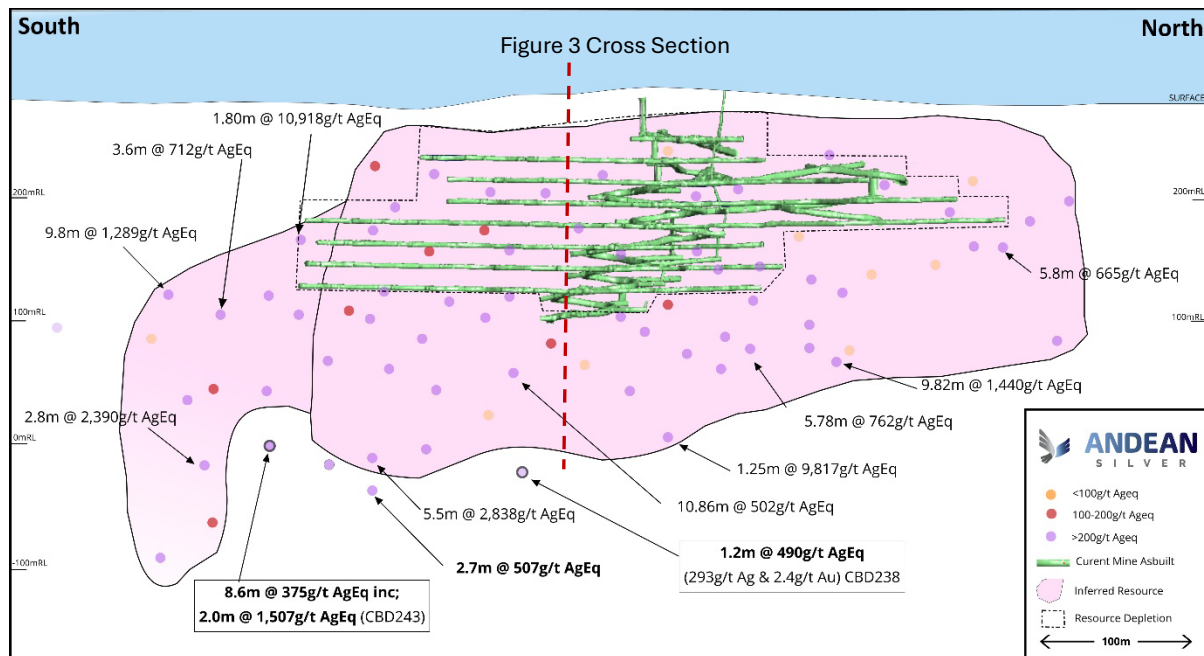 South
North
Figure 3 Cross Section
SURFACE
1.80m @ 10,918g/t AgEq
3.6m @ 712g/t AgEq
200mRL
200mRL
9.8m @ 1,289g/t AgEq
5.8m @ 665g/t AgEq
100mRL
100mRL
9.82m @ 1,440g/t AgEq
2.8m @ 2,390g/t AgEq
5.78m @ 762g/t AgEq
0mRL
0mRL
1.25m @ 9,817g/t AgEq
5.5m @ 2,838g/t AgEq
10.86m @ 502g/t AgEq
2.7m @ 507g/t AgEq
1.2m @ 490g/t AgEq
(293g/t Ag & 2.4g/t Au) CBD238
-100mRL
8.6m @ 375g/t AgEq inc;
2.0m @ 1,507g/t AgEq (CBD243)
ANDEAN
SILVER
<100g/t Ageq
100-200g/t Ageq
>200g/t Ageq
Curent Mine Asbuilt
Inferred Resource
Resource Depletion
100m